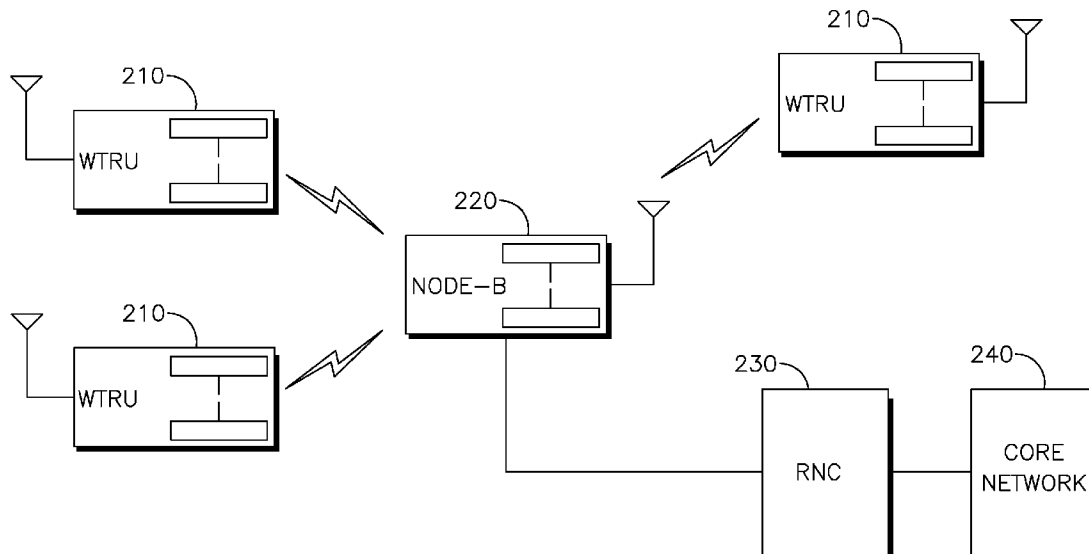 210
WTRU
210
WTRU
220
NODE-B
210
WTRU
230
RNC
240
CORE
NETWORK